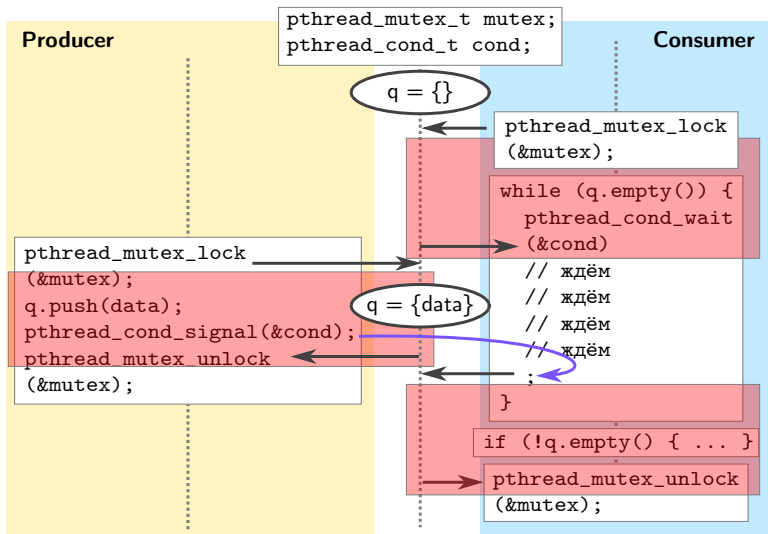 pthread_mutex_t mutex;
pthread_cond_t cond;
Producer
Consumer
q = {}
pthread_mutex_lock
(&mutex);
while (q.empty()) {
pthread_cond_wait
(&cond)
// ждём
// ждём
// ждём
// ждём
;
}
pthread_mutex_lock
(&mutex);
q.push(data);
pthread_cond_signal(&cond);
pthread_mutex_unlock
(&mutex);
q = {data}
if (!q.empty() { ... }
pthread_mutex_unlock
(&mutex);